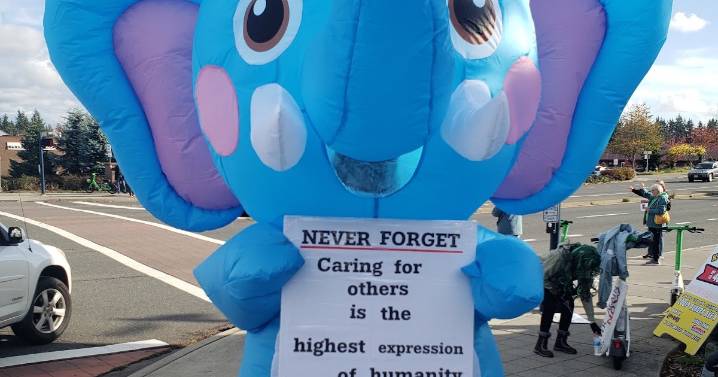 NEVER FORGET
Caring for
others
is the
highest expression
of humanity